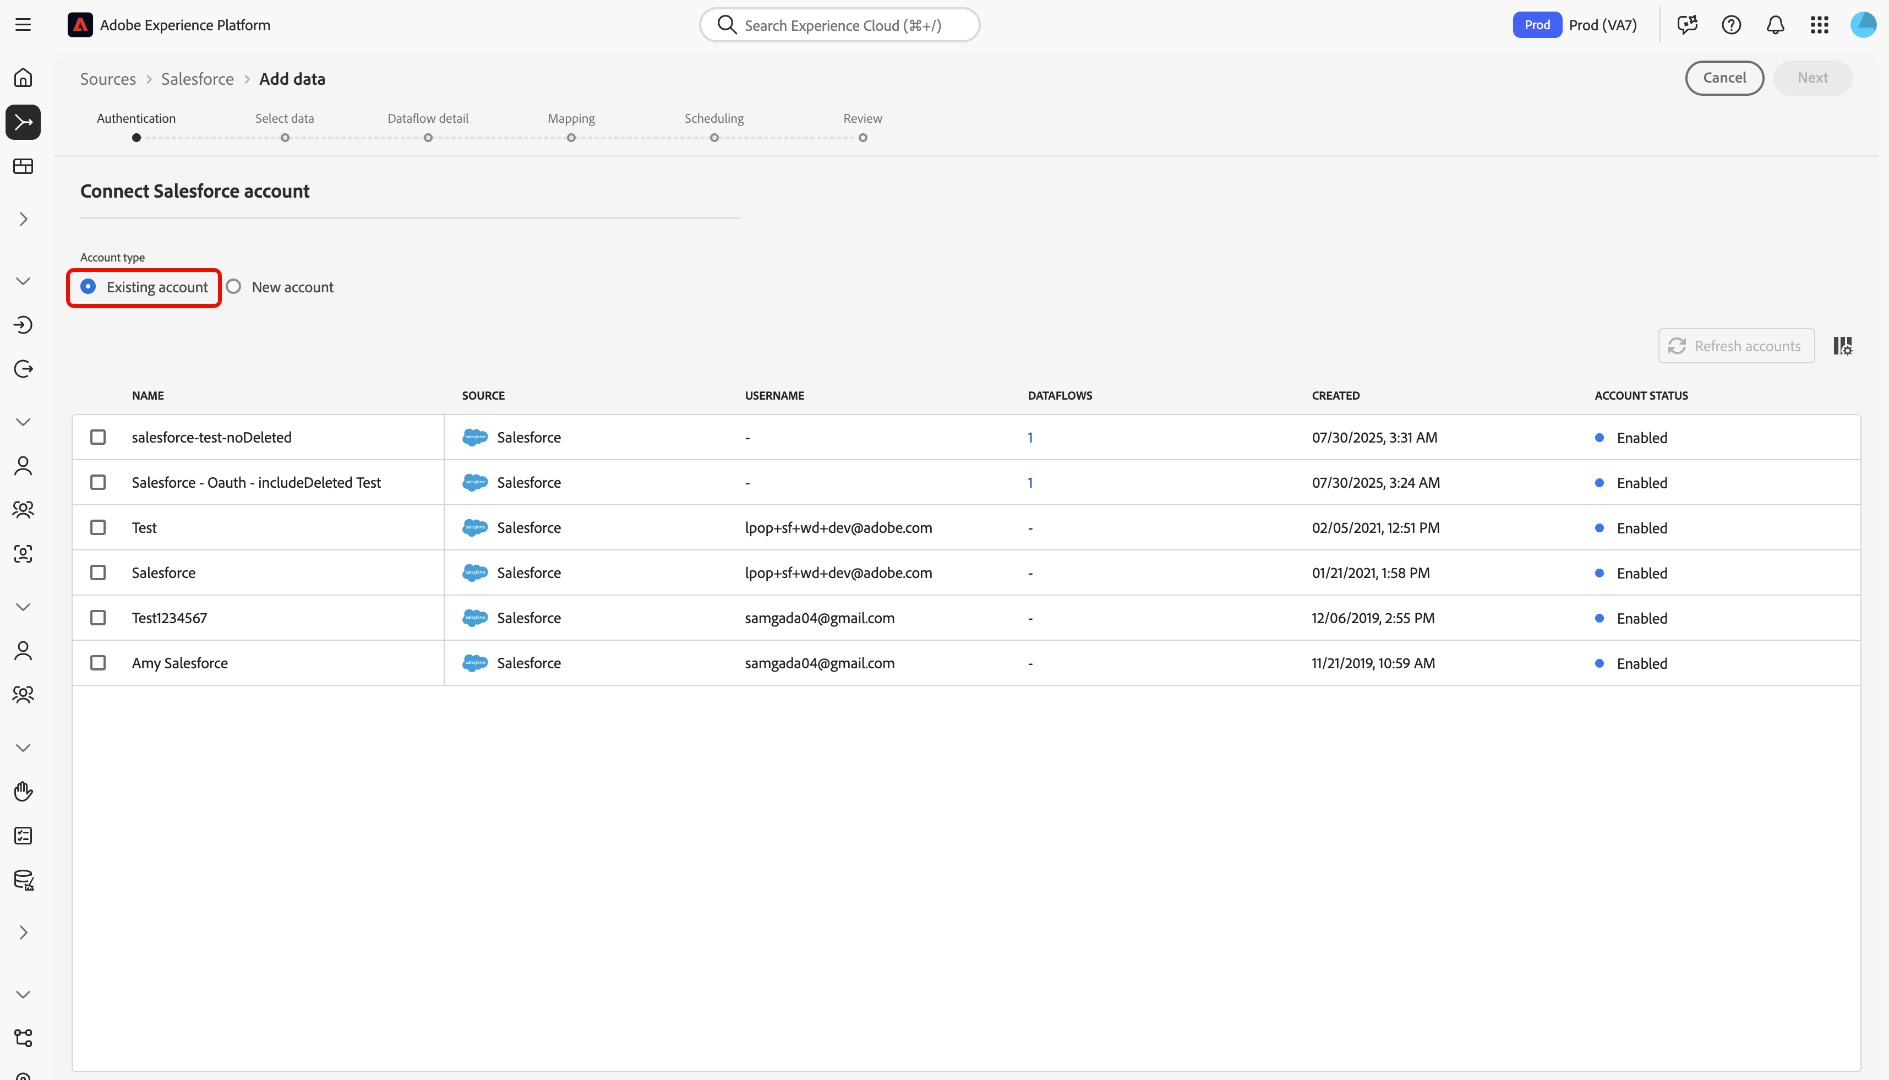 Adobe Experience Platform
Search Experience Cloud (⌘+/)
Prod
Prod (VA7)
Sources
Salesforce
Add data
Cancel
Next
Authentication
Select data
Dataflow detail
Mapping
Scheduling
Review
Connect Salesforce account
Account type
Existing account
New account
Refresh accounts
NAME SOURCE USERNAME DATAFLOWS CREATED ACCOUNT STATUS
salesforce-test-noDeleted Salesforce - 1 07/30/2025, 3:31 AM Enabled
Salesforce - Oauth - includeDeleted Test Salesforce - 1 07/30/2025, 3:24 AM Enabled
Test Salesforce lpop+sf+wd+dev@adobe.com - 02/05/2021, 12:51 PM Enabled
Salesforce Salesforce lpop+sf+wd+dev@adobe.com - 01/21/2021, 1:58 PM Enabled
Test1234567 Salesforce samgada04@gmail.com - 12/06/2019, 2:55 PM Enabled
Amy Salesforce Salesforce samgada04@gmail.com - 11/21/2019, 10:59 AM Enabled